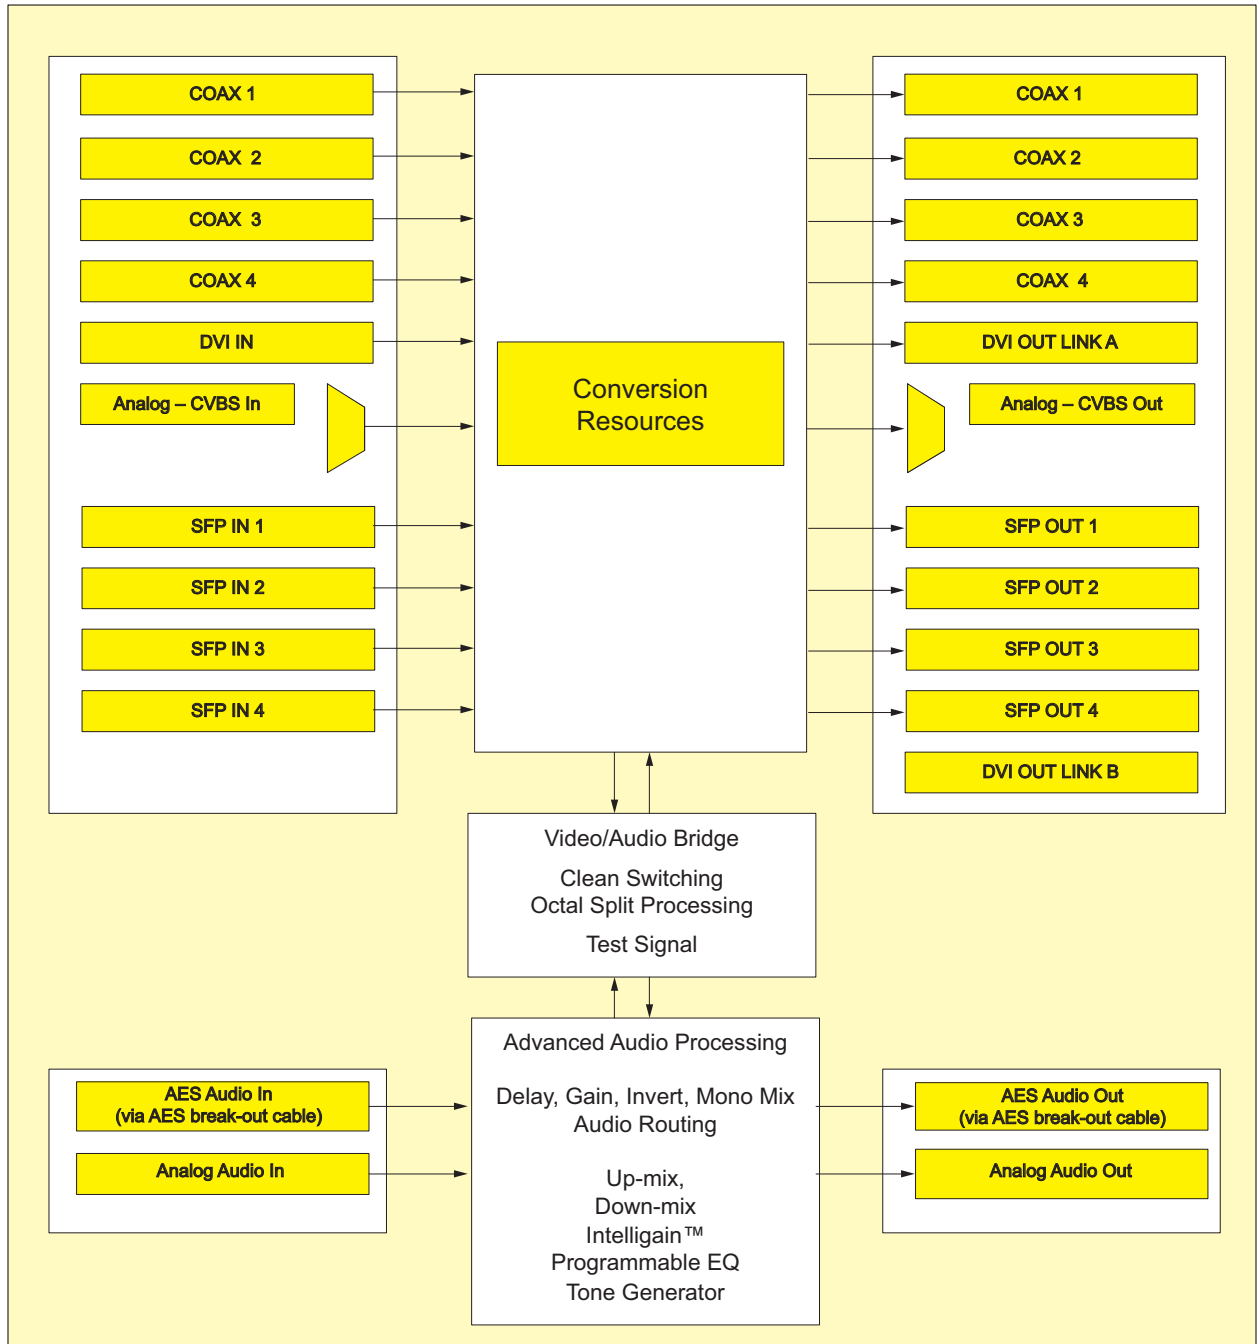 COAX 1
COAX 2
COAX 3
COAX 4
DVI IN
Analog – CVBS In
SFP IN 1
SFP IN 2
SFP IN 3
SFP IN 4
Conversion
Resources
COAX 1
COAX 2
COAX 3
COAX 4
DVI OUT LINK A
Analog – CVBS Out
SFP OUT 1
SFP OUT 2
SFP OUT 3
SFP OUT 4
DVI OUT LINK B
Video/Audio Bridge
Clean Switching
Octal Split Processing
Test Signal
AES Audio In
(via AES break-out cable)
Analog Audio In
Advanced Audio Processing
Delay, Gain, Invert, Mono Mix
Audio Routing
Up-mix,
Down-mix
Intelligain™
Programmable EQ
Tone Generator
AES Audio Out
(via AES break-out cable)
Analog Audio Out